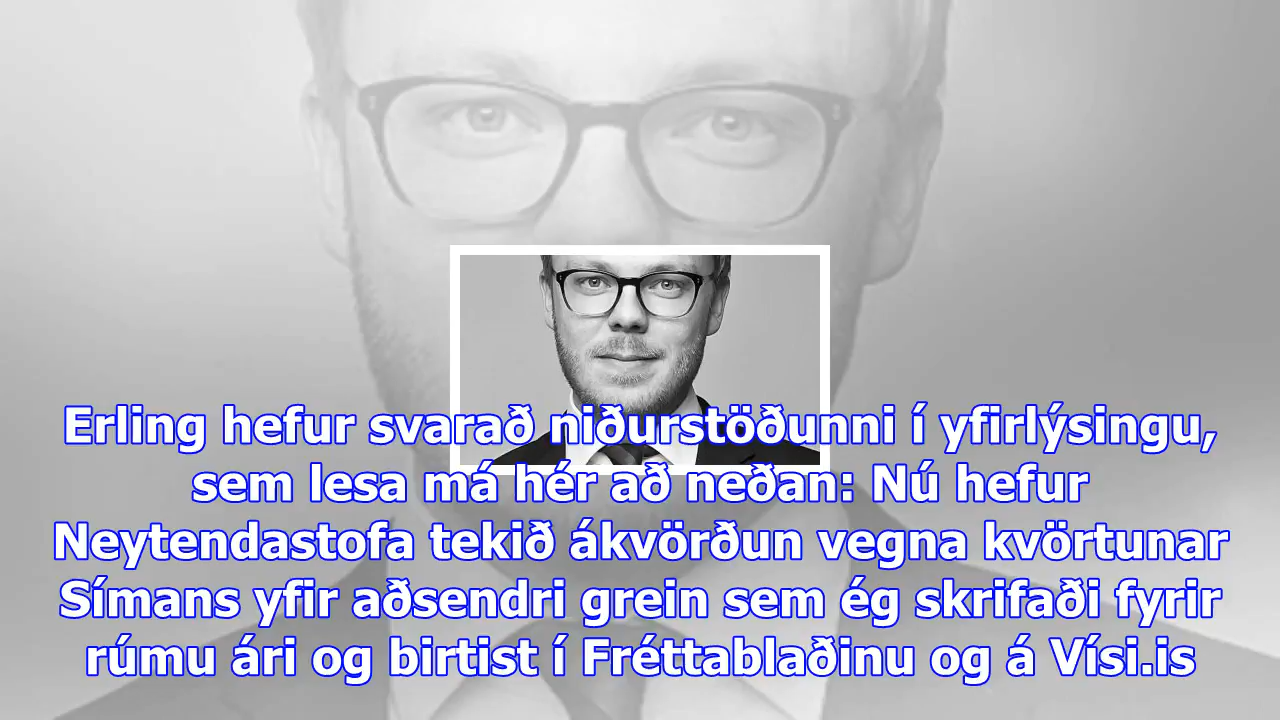 Erling hefur svarað niðurstöðunni í yfirlýsingu,
sem lesa má hér að neðan: Nú hefur
Neytendastofa tekið ákvörðun vegna kvörtunar
Símans yfir aðsendri grein sem ég skrifaði fyrir
rúmu ári og birtist í Fréttablaðinu og á Vísi.is